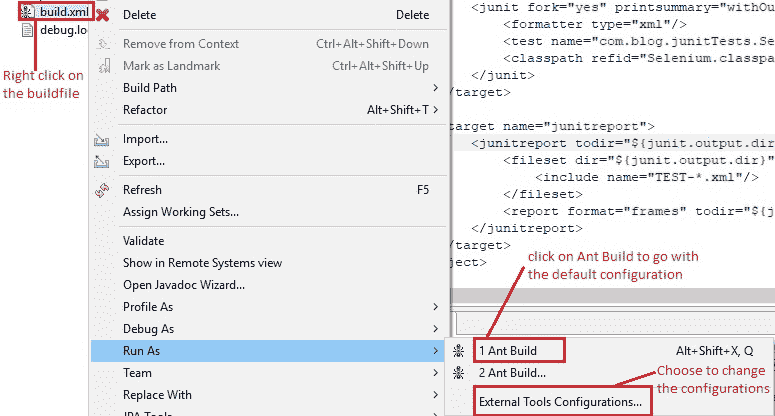 build.xml
debug.lo
Right click on
the buildfile
Delete Delete
Remove from Context Ctrl+Alt+Shift+Down
Mark as Landmark Ctrl+Alt+Shift+Up
Build Path >
Refactor Alt+Shift+T >
Import...
Export...
Refresh F5
Assign Working Sets...
Validate
Show in Remote Systems view
Open Javadoc Wizard...
Profile As >
Debug As >
Run As >
Team >
Replace With >
JPA Tools
<junit fork="yes" printsummary="withOu
<formatter type="xml"/>
<test name="com.blog.junitTests.Se
<classpath refid="Selenium.classpa
</junit>
/target>
target name="junitreport">
<junitreport todir="${junit.output.dir
<fileset dir="${junit.output.dir}"
<include name="TEST-*.xml"/>
</fileset>
<report format="frames" todir="${j
</junitreport>
/target>
ject>
click on Ant Build to go with
the default configuration
1 Ant Build Alt+Shift+X, Q
2 Ant Build...
External Tools Configurations...
Choose to change
the configurations